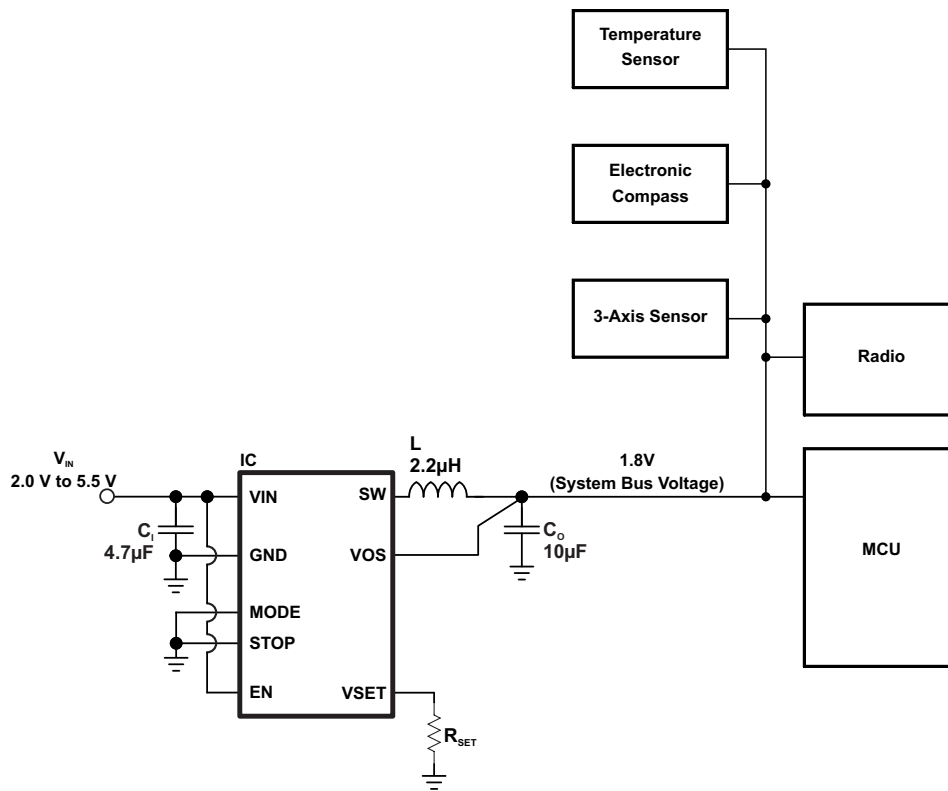 Temperature
Sensor
Electronic
Compass
3-Axis Sensor
Radio
V_IN
2.0 V to 5.5 V
IC
L
2.2µH
1.8V
(System Bus Voltage)
VIN
SW
C_I
4.7µF
GND
VOS
C_O
10µF
MCU
MODE
STOP
EN
VSET
R_SET